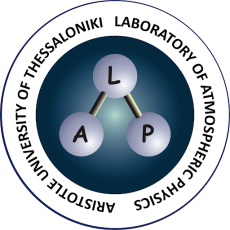 ARISTOTLE UNIVERSITY OF THESSALONIKI
LABORATORY OF ATMOSPHERIC PHYSICS
L
A P